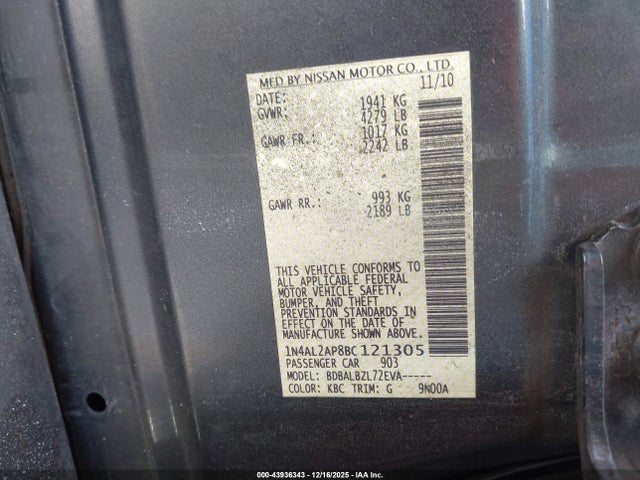 MFD BY NISSAN MOTOR CO., LTD.
DATE: 11/10
GVWR: 1941 KG
4279 LB
GAWR FR.: 1017 KG
2242 LB
GAWR RR.: 993 KG
2189 LB
THIS VEHICLE CONFORMS TO
ALL APPLICABLE FEDERAL
MOTOR VEHICLE SAFETY,
BUMPER, AND THEFT
PREVENTION STANDARDS IN
EFFECT ON THE DATE OF
MANUFACTURE SHOWN ABOVE.
1N4AL2AP8BC121305
PASSENGER CAR 903
MODEL: BDBALBZL72EVA-----
COLOR: KBC TRIM: G 9N00A
000-43936343 - 12/16/2025 - IAA, Inc.